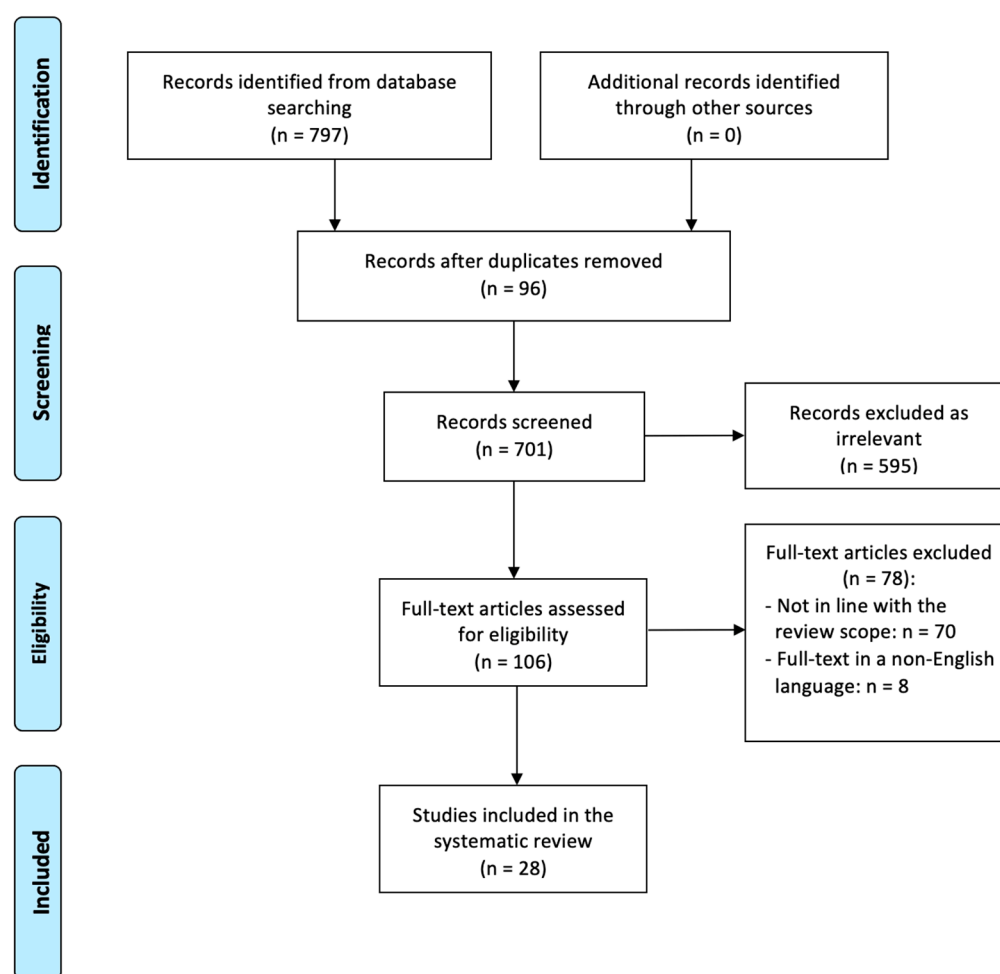 Identification
Records identified from database
searching
(n = 797)
Additional records identified
through other sources
(n = 0)
Records after duplicates removed
(n = 96)
Screening
Records screened
(n = 701)
Records excluded as
irrelevant
(n = 595)
Eligibility
Full-text articles assessed
for eligibility
(n = 106)
Full-text articles excluded
(n = 78):
- Not in line with the
review scope: n = 70
- Full-text in a non-English
language: n = 8
Included
Studies included in the
systematic review
(n = 28)